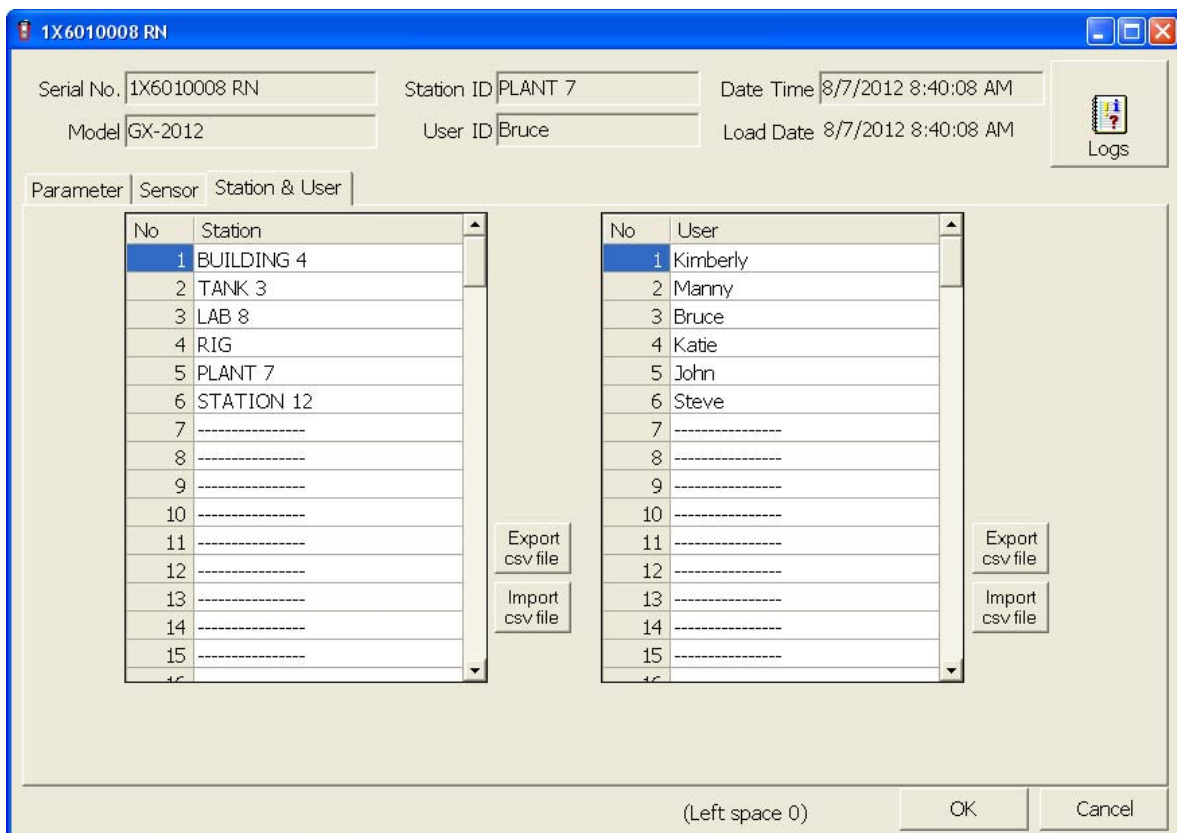 1X6010008 RN
Serial No. 1X6010008 RN Station ID PLANT 7 Date Time 8/7/2012 8:40:08 AM
Model GX-2012 User ID Bruce Load Date 8/7/2012 8:40:08 AM
Logs
Parameter Sensor Station & User
No Station No User
1 BUILDING 4 1 Kimberly
2 TANK 3 2 Manny
3 LAB 8 3 Bruce
4 RIG 4 Katie
5 PLANT 7 5 John
6 STATION 12 6 Steve
7 ---------------- 7 ----------------
8 ---------------- 8 ----------------
9 ---------------- 9 ----------------
10 ---------------- 10 ----------------
11 ---------------- Export 11 ---------------- Export
csv file csv file
12 ---------------- 12 ----------------
13 ---------------- Import 13 ---------------- Import
csv file csv file
14 ---------------- 14 ----------------
15 ---------------- 15 ----------------
(Left space 0) OK Cancel